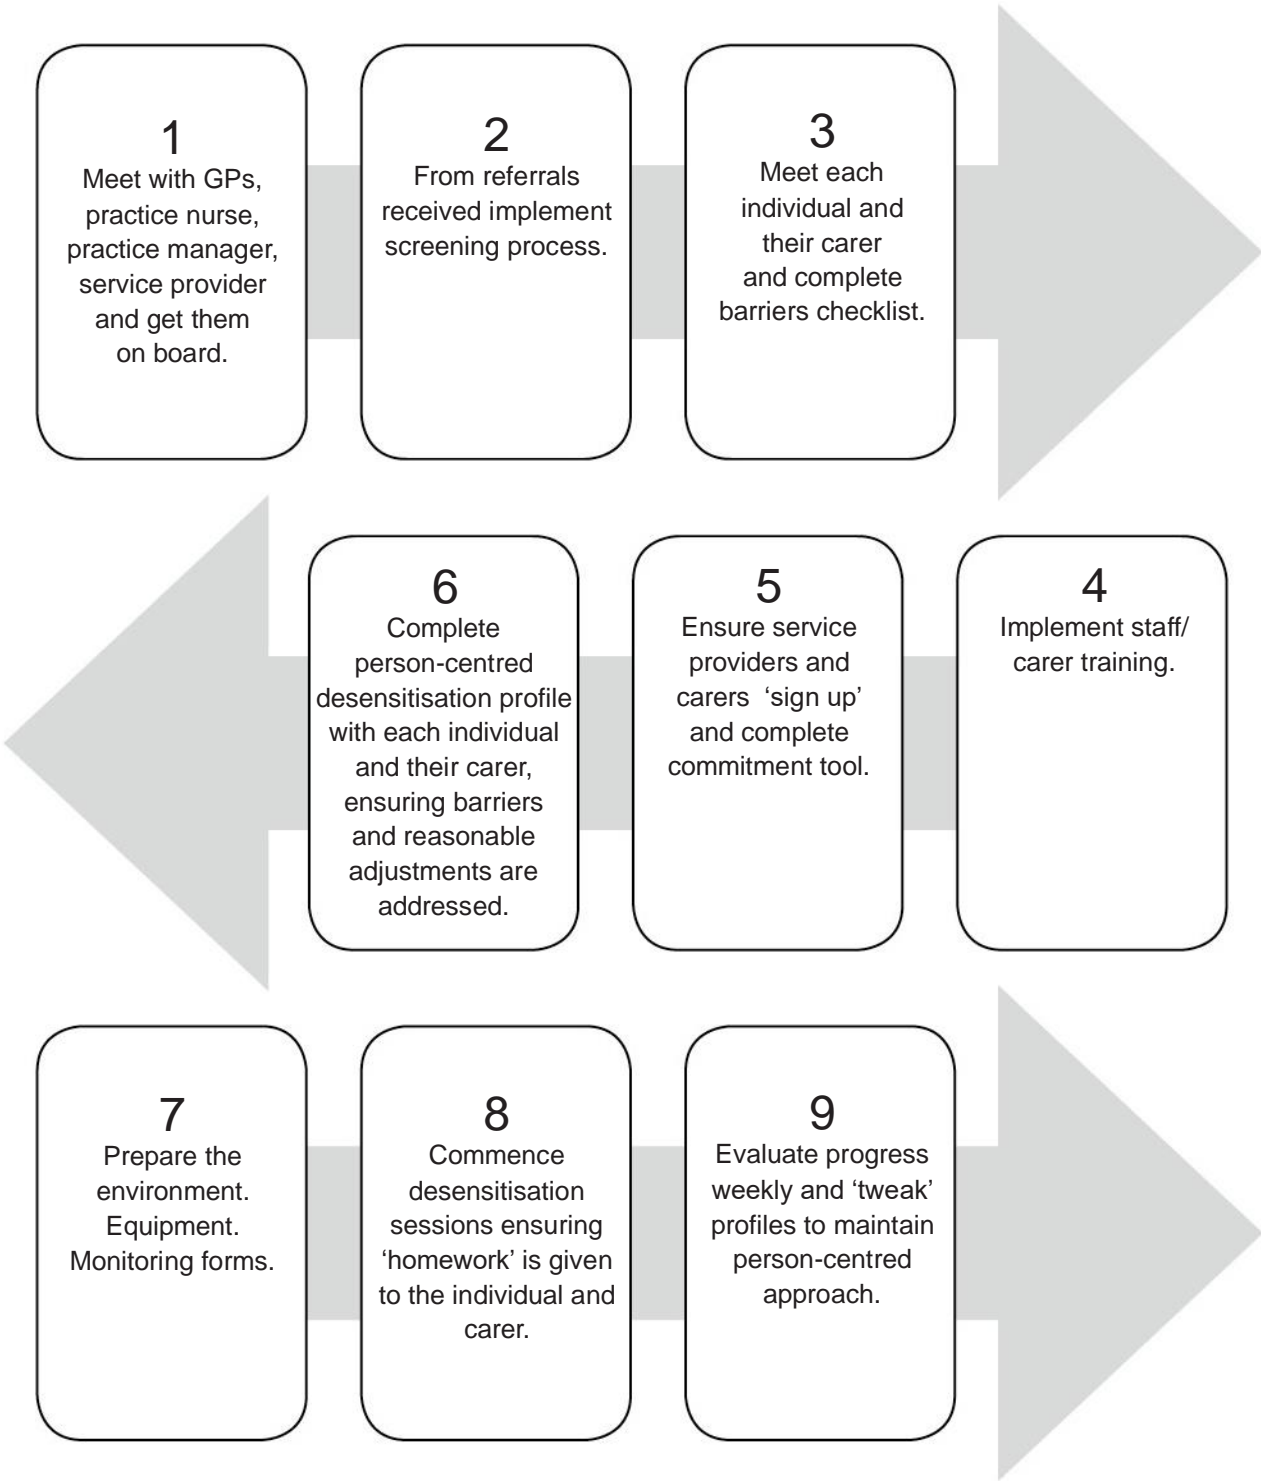 1
Meet with GPs,
practice nurse,
practice manager,
service provider
and get them
on board.
2
From referrals
received implement
screening process.
3
Meet each
individual and
their carer
and complete
barriers checklist.
4
Implement staff/
carer training.
5
Ensure service
providers and
carers ‘sign up’
and complete
commitment tool.
6
Complete
person-centred
desensitisation profile
with each individual
and their carer,
ensuring barriers
and reasonable
adjustments are
addressed.
7
Prepare the
environment.
Equipment.
Monitoring forms.
8
Commence
desensitisation
sessions ensuring
‘homework’ is given
to the individual and
carer.
9
Evaluate progress
weekly and ‘tweak’
profiles to maintain
person-centred
approach.